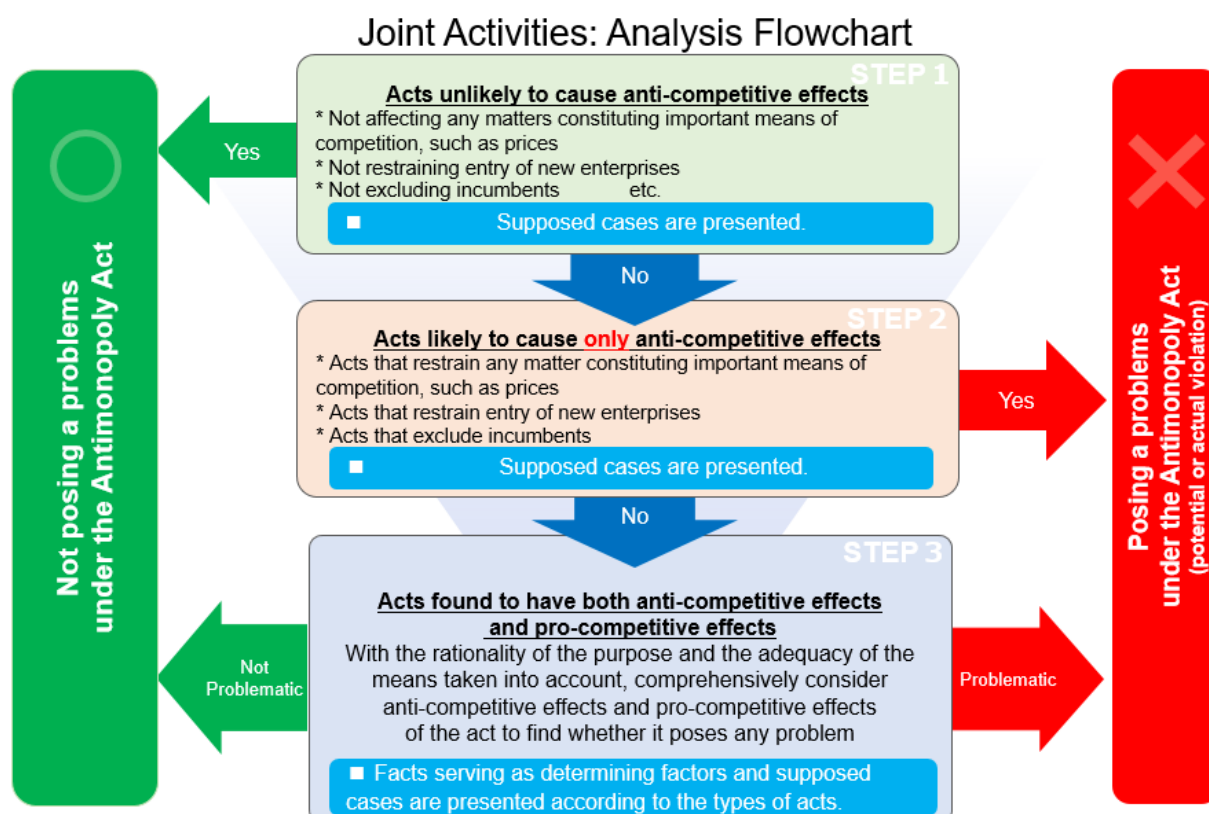 Joint Activities: Analysis Flowchart
STEP 1
Acts unlikely to cause anti-competitive effects
* Not affecting any matters constituting important means of
competition, such as prices
* Not restraining entry of new enterprises
* Not excluding incumbents etc.
■ Supposed cases are presented.
Yes
No
STEP 2
Acts likely to cause only anti-competitive effects
* Acts that restrain any matter constituting important means of
competition, such as prices
* Acts that restrain entry of new enterprises
* Acts that exclude incumbents
■ Supposed cases are presented.
Yes
No
STEP 3
Acts found to have both anti-competitive effects
and pro-competitive effects
With the rationality of the purpose and the adequacy of the
means taken into account, comprehensively consider
anti-competitive effects and pro-competitive effects
of the act to find whether it poses any problem
■ Facts serving as determining factors and supposed
cases are presented according to the types of acts.
Not
Problematic
Problematic
Not posing a problems
under the Antimonopoly Act
Posing a problems
under the Antimonopoly Act
(potential or actual violation)